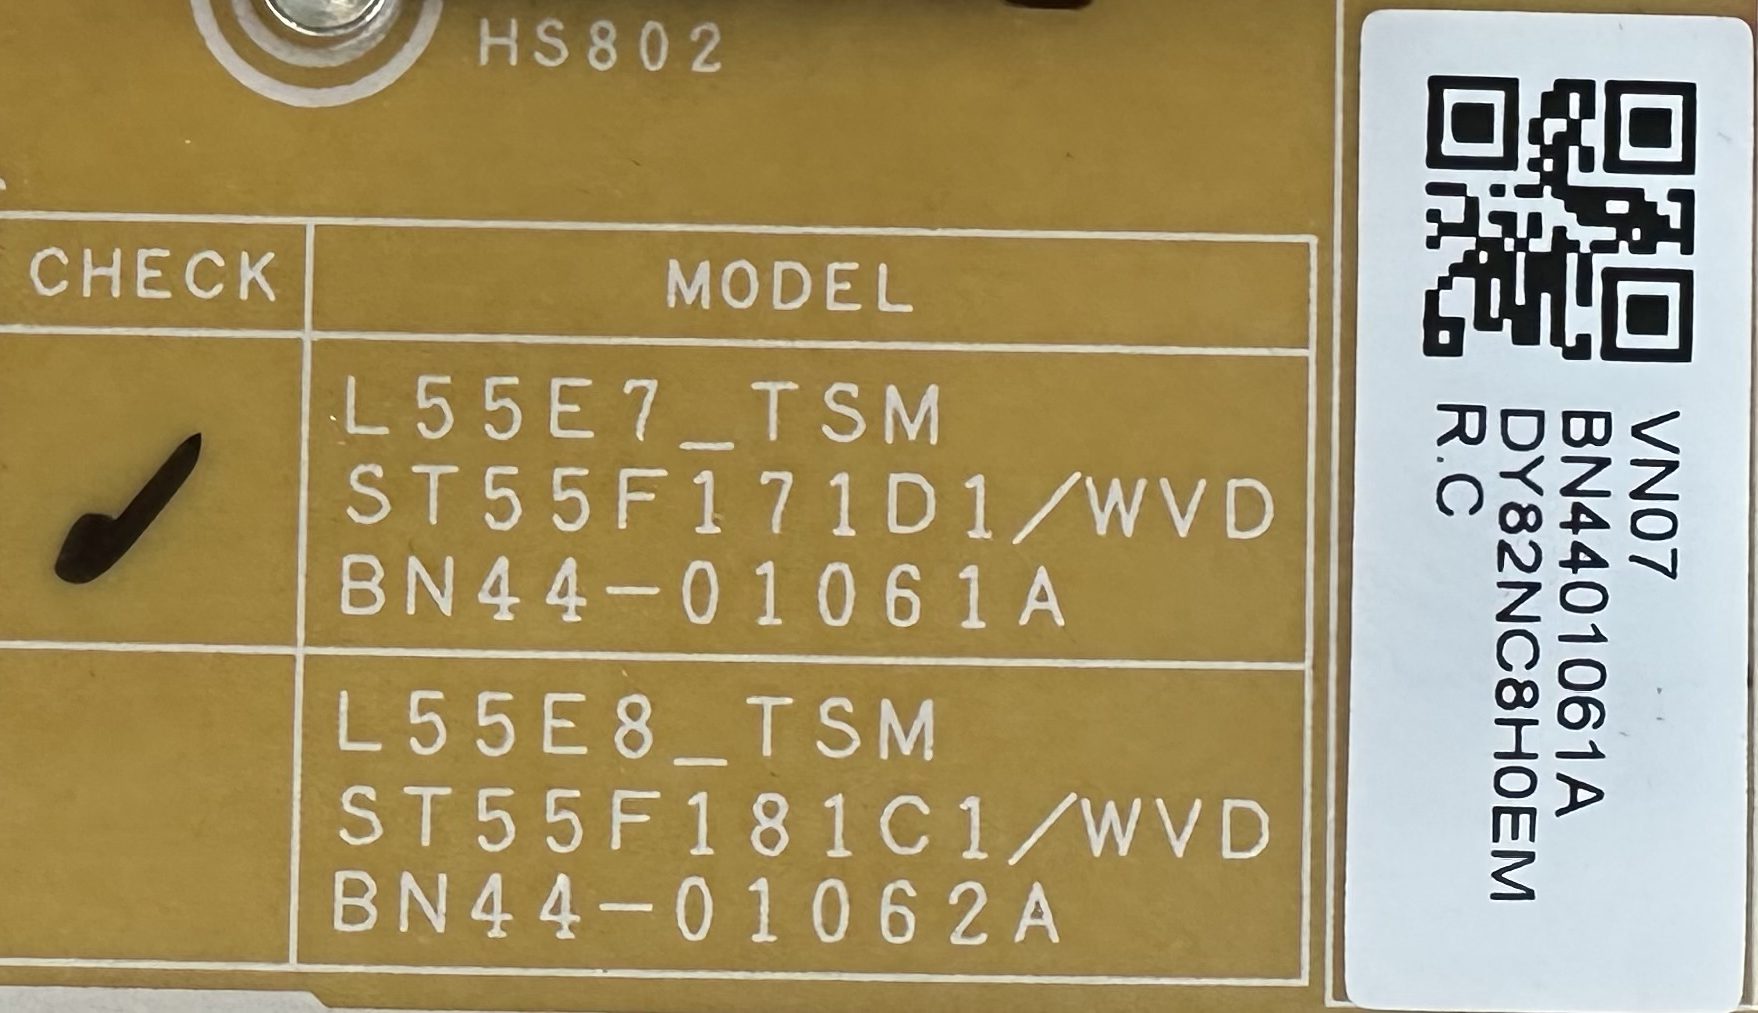 HS802
CHECK
MODEL
L55E7_TSM
ST55F171D1/WVD
BN44-01061A
L55E8_TSM
ST55F181C1/WVD
BN44-01062A
VN07
BN4401061A
DY82NC8H0EM
R.C